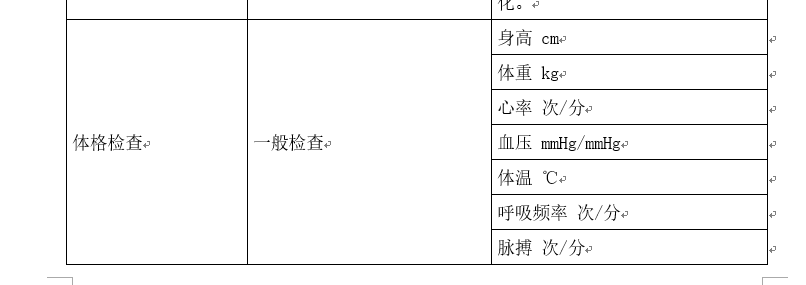 化。
身高 cm
体重 kg
心率 次/分
体格检查
一般检查
血压 mmHg/mmHg
体温 ℃
呼吸频率 次/分
脉搏 次/分